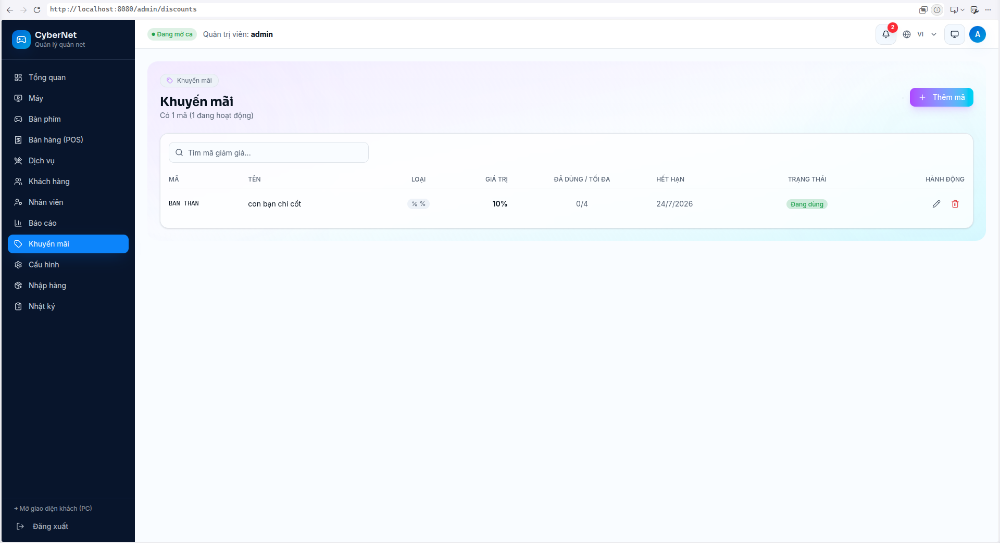 http://localhost:8080/admin/discounts
CyberNet
Quản lý quán net
Đang mở ca
Quản trị viên: admin
2
VI
A
Tổng quan
Máy
Bàn phím
Bán hàng (POS)
Dịch vụ
Khách hàng
Nhân viên
Báo cáo
Khuyến mãi
Cấu hình
Nhập hàng
Nhật ký
→ Mở giao diện khách (PC)
Đăng xuất
Khuyến mãi
Khuyến mãi
Có 1 mã (1 đang hoạt động)
+ Thêm mã
Tìm mã giảm giá...
MÃ TÊN LOẠI GIÁ TRỊ ĐÃ DÙNG / TỐI ĐA HẾT HẠN TRẠNG THÁI HÀNH ĐỘNG
BAN THAN con bạn chí cốt % % 10% 0/4 24/7/2026 Đang dùng